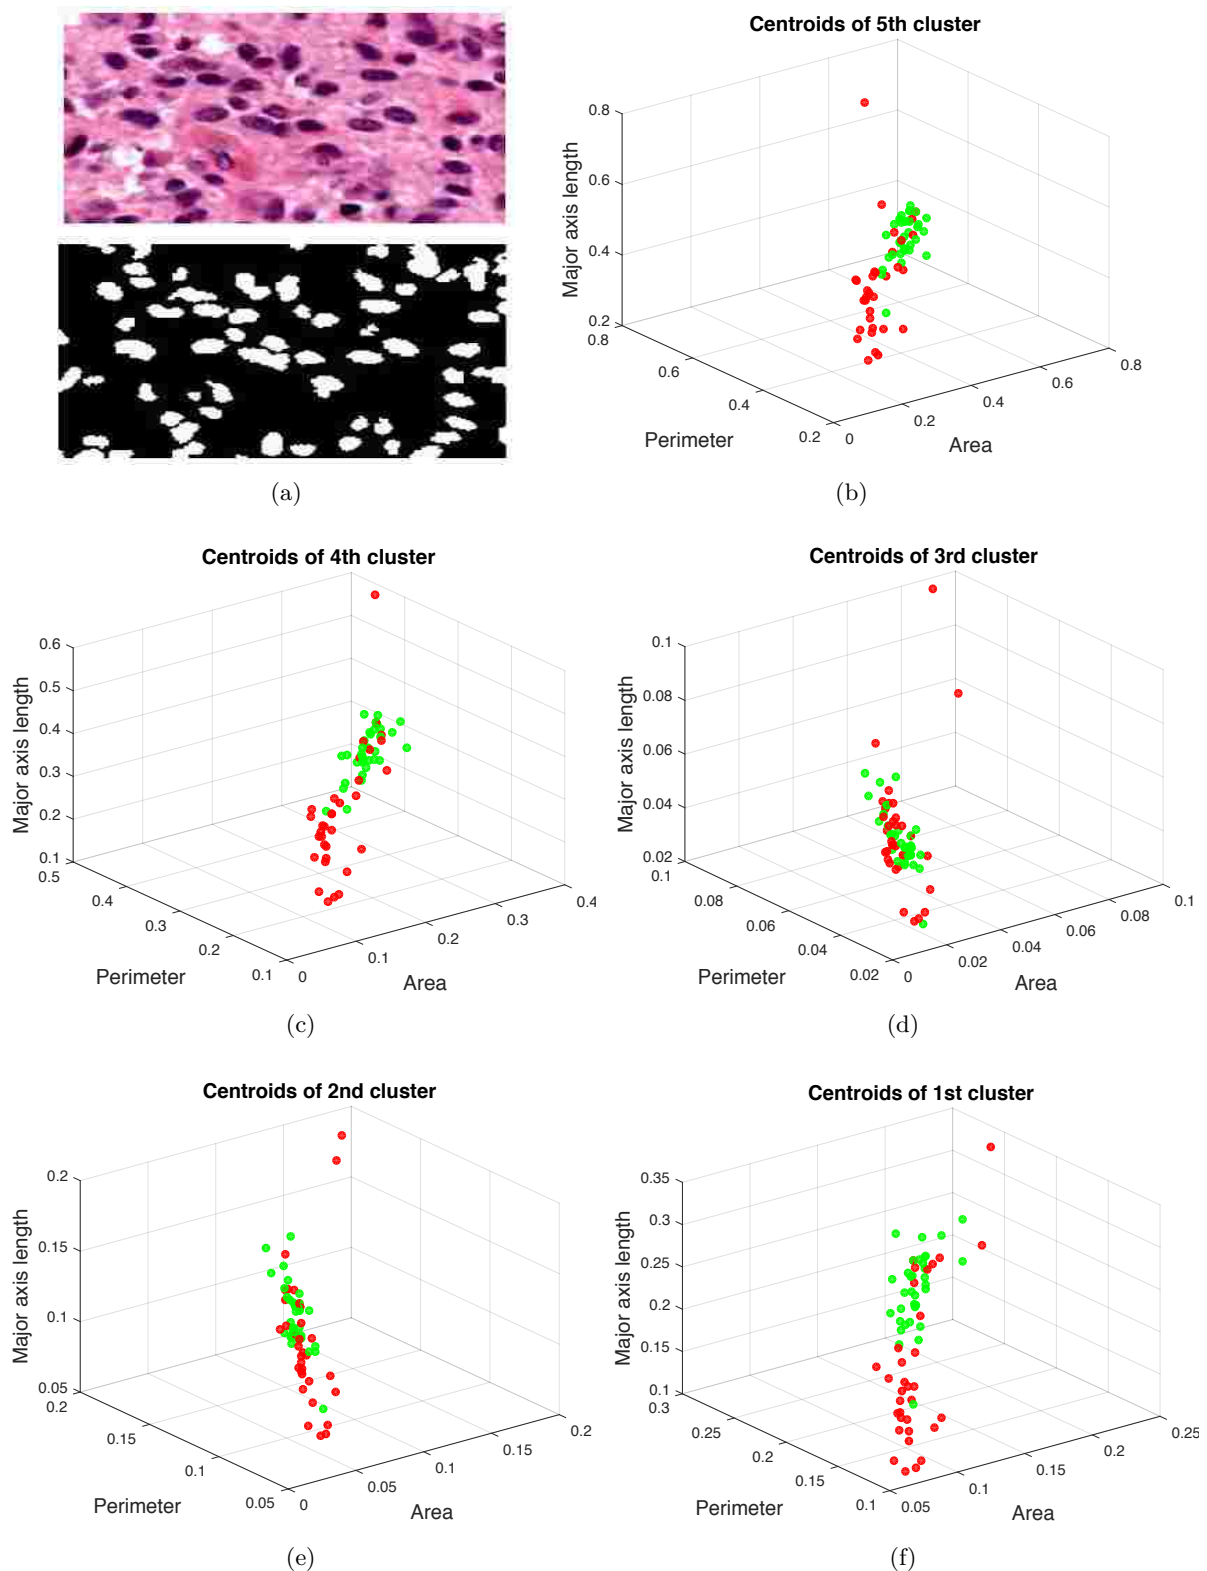 (a)
Centroids of 5th cluster
Major axis length
0.8
0.6
0.4
0.2
0.8
0.6
0.4
0.2
Perimeter
0
0.2
0.4
0.6
0.8
Area
(b)
Centroids of 4th cluster
Major axis length
0.6
0.5
0.4
0.3
0.2
0.1
0.5
0.4
0.3
0.2
0.1
Perimeter
0
0.1
0.2
0.3
0.4
Area
(c)
Centroids of 3rd cluster
Major axis length
0.1
0.08
0.06
0.04
0.02
0.1
0.08
0.06
0.04
0.02
Perimeter
0
0.02
0.04
0.06
0.08
0.1
Area
(d)
Centroids of 2nd cluster
Major axis length
0.2
0.15
0.1
0.05
0.2
0.15
0.1
0.05
Perimeter
0
0.05
0.1
0.15
0.2
Area
(e)
Centroids of 1st cluster
Major axis length
0.35
0.3
0.25
0.2
0.15
0.1
0.3
0.25
0.2
0.15
0.1
Perimeter
0.05
0.1
0.15
0.2
0.25
Area
(f)